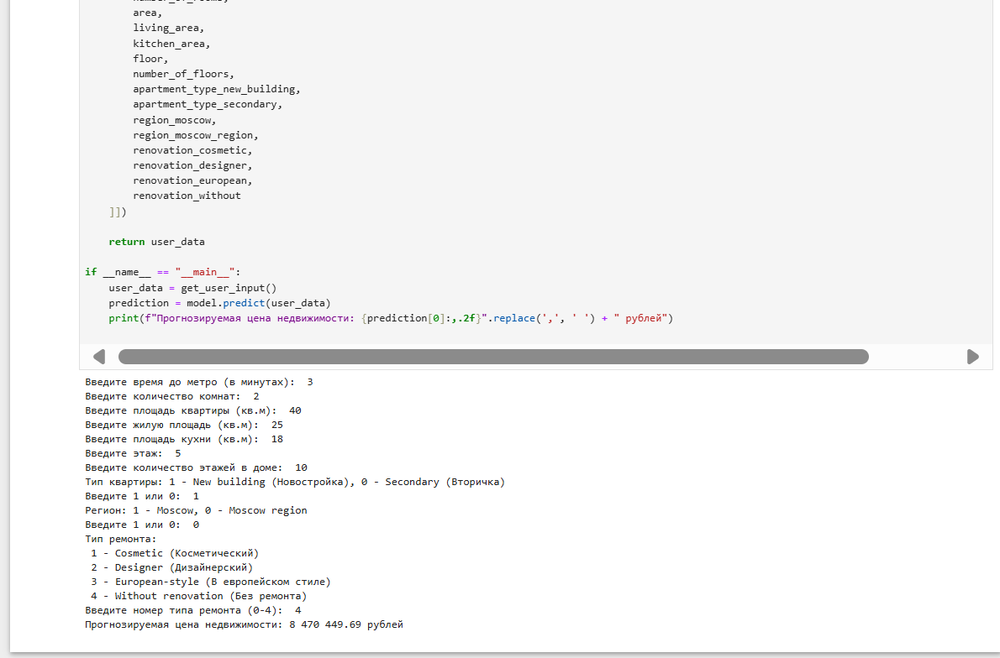 area,
living_area,
kitchen_area,
floor,
number_of_floors,
apartment_type_new_building,
apartment_type_secondary,
region_moscow,
region_moscow_region,
renovation_cosmetic,
renovation_designer,
renovation_european,
renovation_without
]])
return user_data
if __name__ == "__main__":
user_data = get_user_input()
prediction = model.predict(user_data)
print(f"Прогнозируемая цена недвижимости: {prediction[0]:,.2f}".replace(',', ' ') + " рублей")
Введите время до метро (в минутах):  3
Введите количество комнат:  2
Введите площадь квартиры (кв.м):  40
Введите жилую площадь (кв.м):  25
Введите площадь кухни (кв.м):  18
Введите этаж:  5
Введите количество этажей в доме:  10
Тип квартиры: 1 - New building (Новостройка), 0 - Secondary (Вторичка)
Введите 1 или 0:  1
Регион: 1 - Moscow, 0 - Moscow region
Введите 1 или 0:  0
Тип ремонта:
1 - Cosmetic (Косметический)
2 - Designer (Дизайнерский)
3 - European-style (В европейском стиле)
4 - Without renovation (Без ремонта)
Введите номер типа ремонта (0-4):  4
Прогнозируемая цена недвижимости: 8 470 449.69 рублей